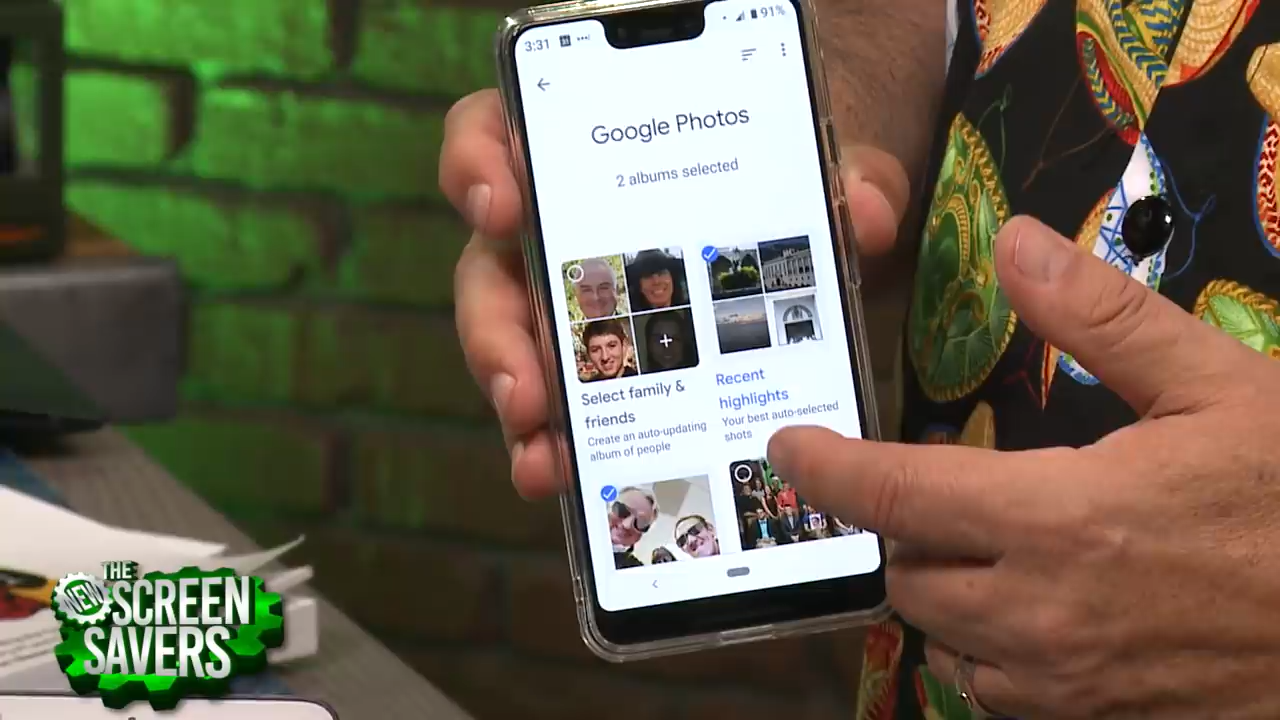 3:31
31
91%
Google Photos
2 albums selected
Select family &
friends
Create an auto-updating
album of people
Recent
highlights
Your best auto-selected
shots
THE
NEW
SCREEN
SAVERS